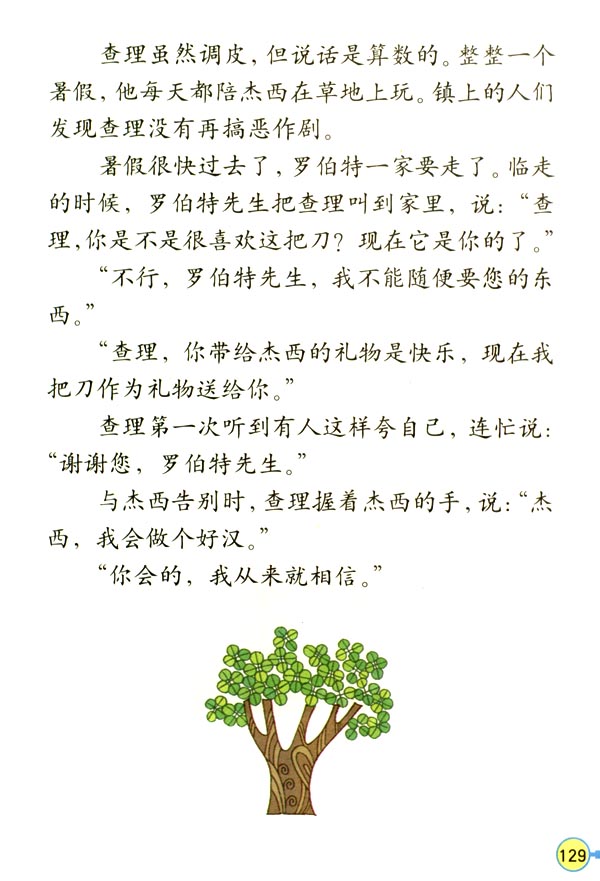 查理虽然调皮，但说话是算数的。整整一个
暑假，他每天都陪杰西在草地上玩。镇上的人们
发现查理没有再搞恶作剧。
暑假很快过去了，罗伯特一家要走了。临走
的时候，罗伯特先生把查理叫到家里，说：“查
理，你是不是很喜欢这把刀？现在它是你的了。”
“不行，罗伯特先生，我不能随便要您的东
西。”
“查理，你带给杰西的礼物是快乐，现在我
把刀作为礼物送给你。”
查理第一次听到有人这样夸自己，连忙说：
“谢谢您，罗伯特先生。”
与杰西告别时，查理握着杰西的手，说：“杰
西，我会做个好汉。”
“你会的，我从来就相信。”
129